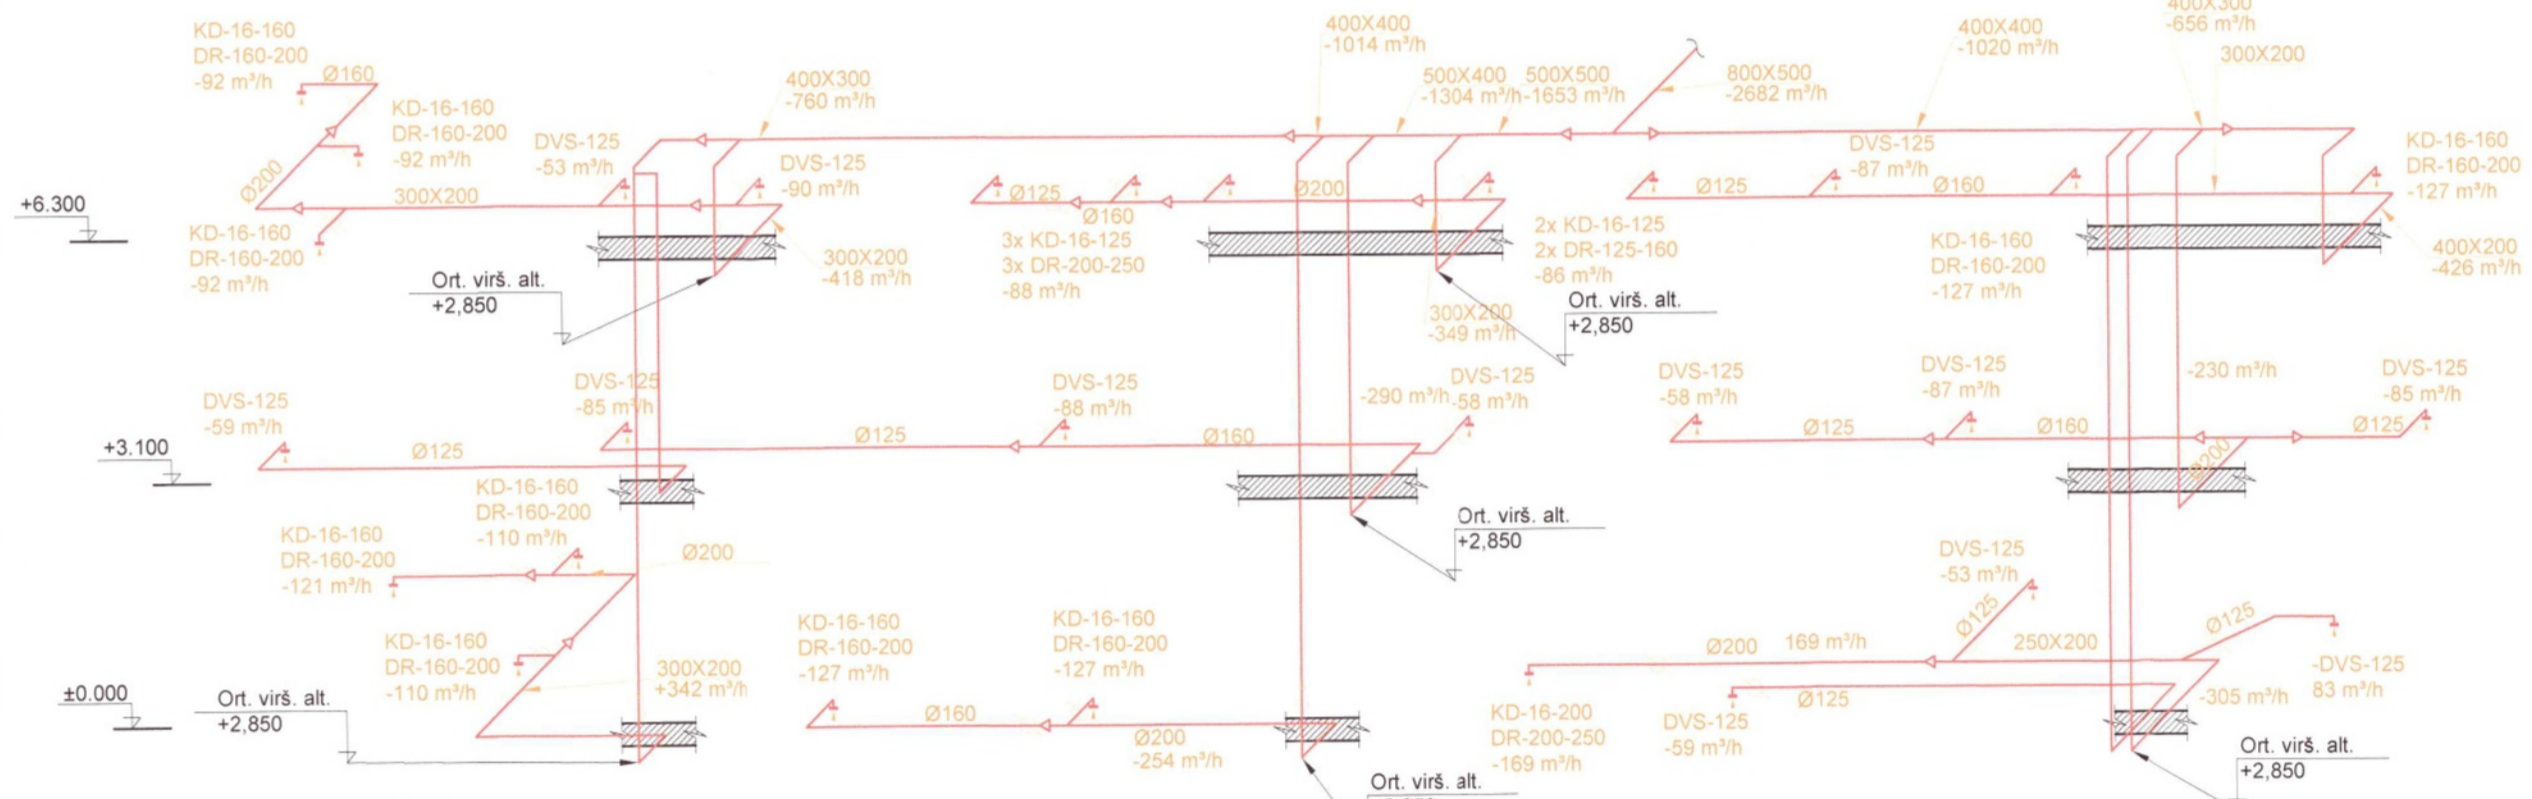 KD-16-160
DR-160-200
-92 m³/h
Ø160
KD-16-160
DR-160-200
-92 m³/h
DVS-125
-53 m³/h
400X300
-760 m³/h
DVS-125
-90 m³/h
400X400
-1014 m³/h
500X400
-1304 m³/h
500X500
-1653 m³/h
800X500
-2682 m³/h
400X400
-1020 m³/h
400X300
-656 m³/h
300X200
DVS-125
-87 m³/h
KD-16-160
DR-160-200
-127 m³/h
Ø200
300X200
Ø125
Ø160
Ø200
Ø125
Ø160
+6.300
KD-16-160
DR-160-200
-92 m³/h
300X200
-418 m³/h
3x KD-16-125
3x DR-200-250
-88 m³/h
2x KD-16-125
2x DR-125-160
-86 m³/h
KD-16-160
DR-160-200
-127 m³/h
400X200
-426 m³/h
Ort. virš. alt.
+2,850
300X200
-349 m³/h
Ort. virš. alt.
+2,850
DVS-125
-59 m³/h
DVS-125
-85 m³/h
DVS-125
-88 m³/h
-290 m³/h
DVS-125
-58 m³/h
DVS-125
-58 m³/h
DVS-125
-87 m³/h
-230 m³/h
DVS-125
-85 m³/h
+3.100
Ø125
Ø125
Ø160
Ø125
Ø160
Ø200
Ø125
KD-16-160
DR-160-200
-110 m³/h
KD-16-160
DR-160-200
-121 m³/h
Ø200
Ort. virš. alt.
+2,850
DVS-125
-53 m³/h
KD-16-160
DR-160-200
-110 m³/h
300X200
+342 m³/h
KD-16-160
DR-160-200
-127 m³/h
KD-16-160
DR-160-200
-127 m³/h
Ø200
169 m³/h
Ø125
250X200
Ø125
-DVS-125
83 m³/h
±0.000
Ort. virš. alt.
+2,850
Ø160
Ø200
-254 m³/h
KD-16-200
DR-200-250
-169 m³/h
DVS-125
-59 m³/h
Ø125
-305 m³/h
Ort. virš. alt.
+2,850
Ort. virš. alt.